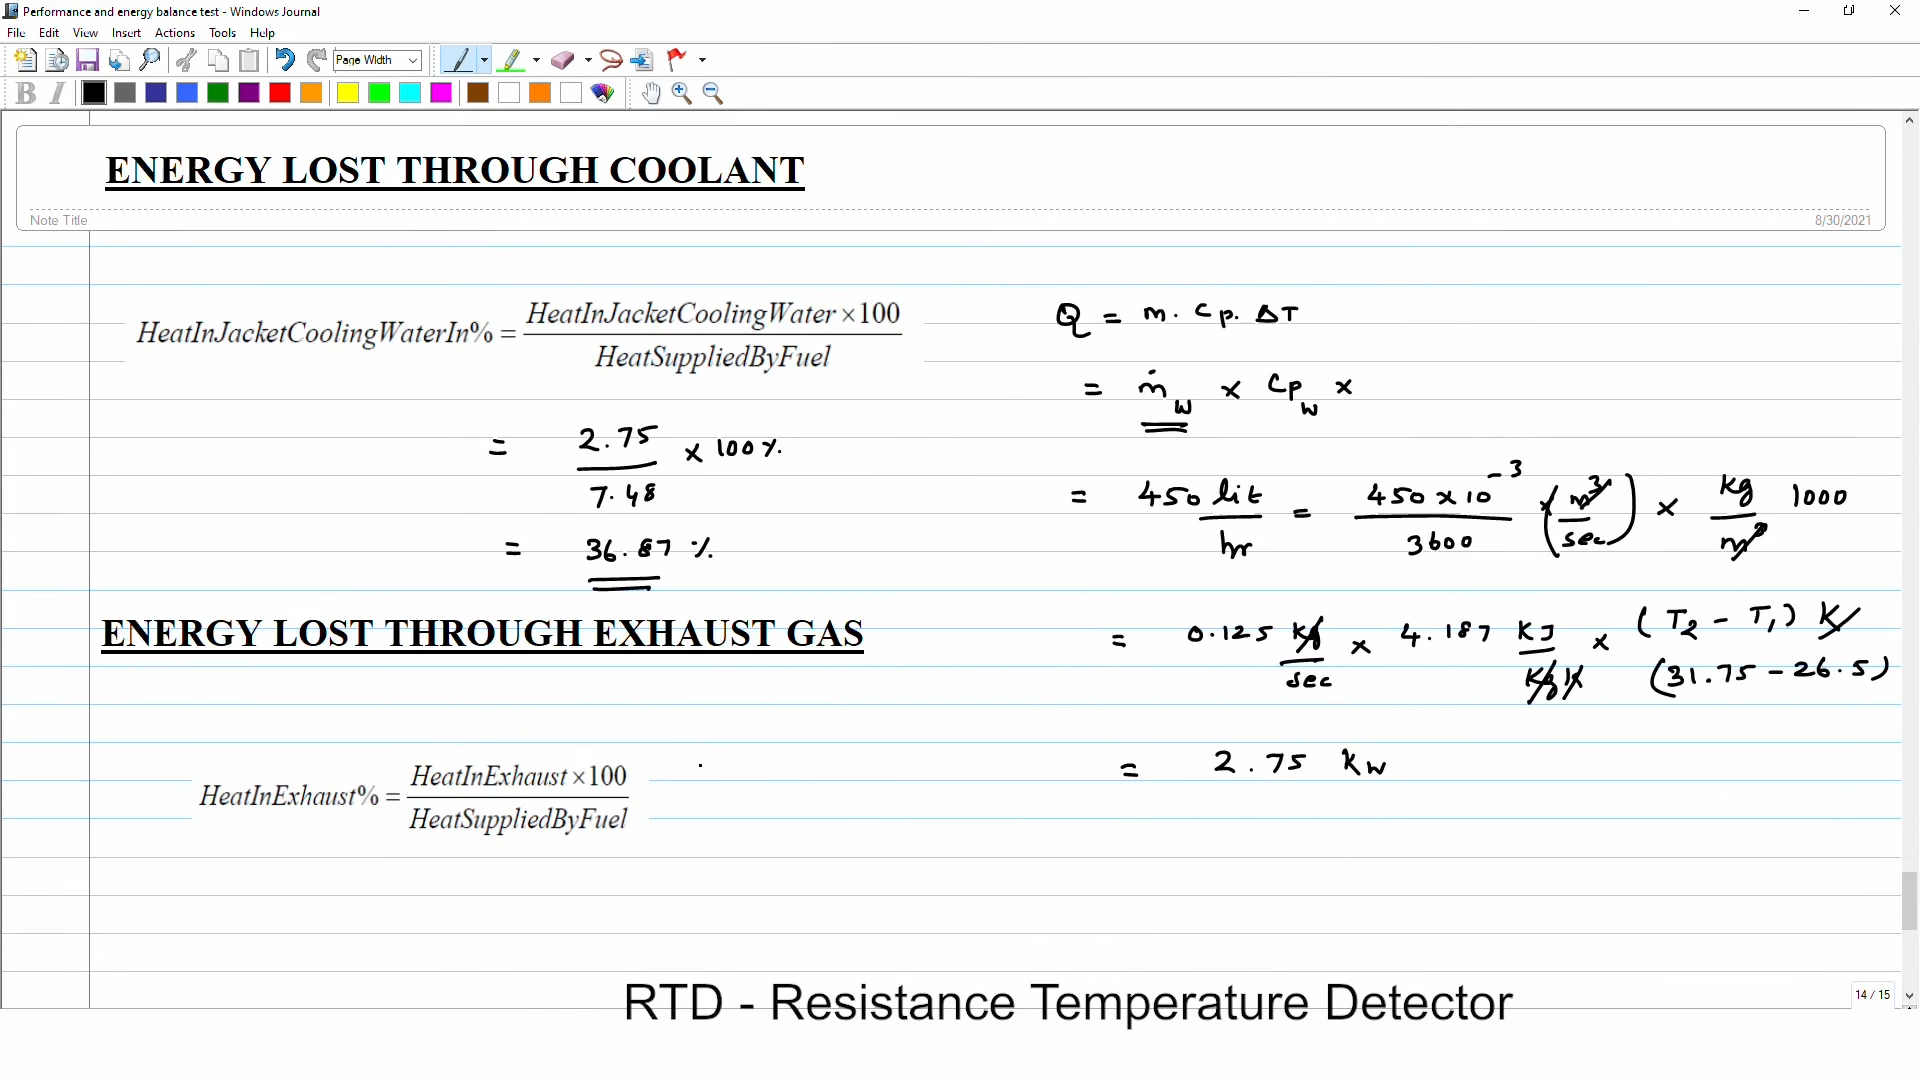 Performance and energy balance test - Windows Journal
File Edit View Insert Actions Tools Help
Page Width
B I
ENERGY LOST THROUGH COOLANT
Note Title
8/30/2021
HeatInJacketCoolingWaterIn% = HeatInJacketCoolingWater ×100
HeatSuppliedByFuel
= 2.75 × 100 %.
7.48
= 36.87 %
ENERGY LOST THROUGH EXHAUST GAS
HeatInExhaust% = HeatInExhaust ×100
HeatSuppliedByFuel
Q = m. Cp. ΔT
= ṁw × Cpw ×
= 450 lit = 450 × 10⁻³ (m³) × kg 1000
hr 3600 sec m³
= 0.125 kg × 4.187 KJ × (T2 - T1) K
sec Kg K (31.75 - 26.5)
= 2.75 kw
14 / 15
RTD - Resistance Temperature Detector